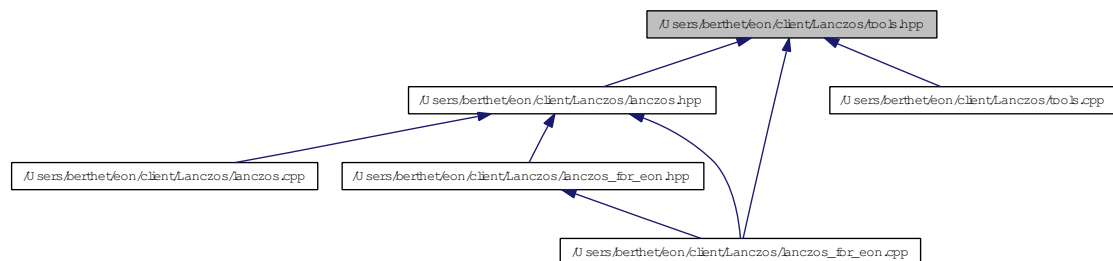 /Users/berthet/eon/client/Lanczos/tools.hpp
/Users/berthet/eon/client/Lanczos/lanczos.hpp
/Users/berthet/eon/client/Lanczos/tools.cpp
/Users/berthet/eon/client/Lanczos/lanczos.cpp
/Users/berthet/eon/client/Lanczos/lanczos_for_eon.hpp
/Users/berthet/eon/client/Lanczos/lanczos_for_eon.cpp